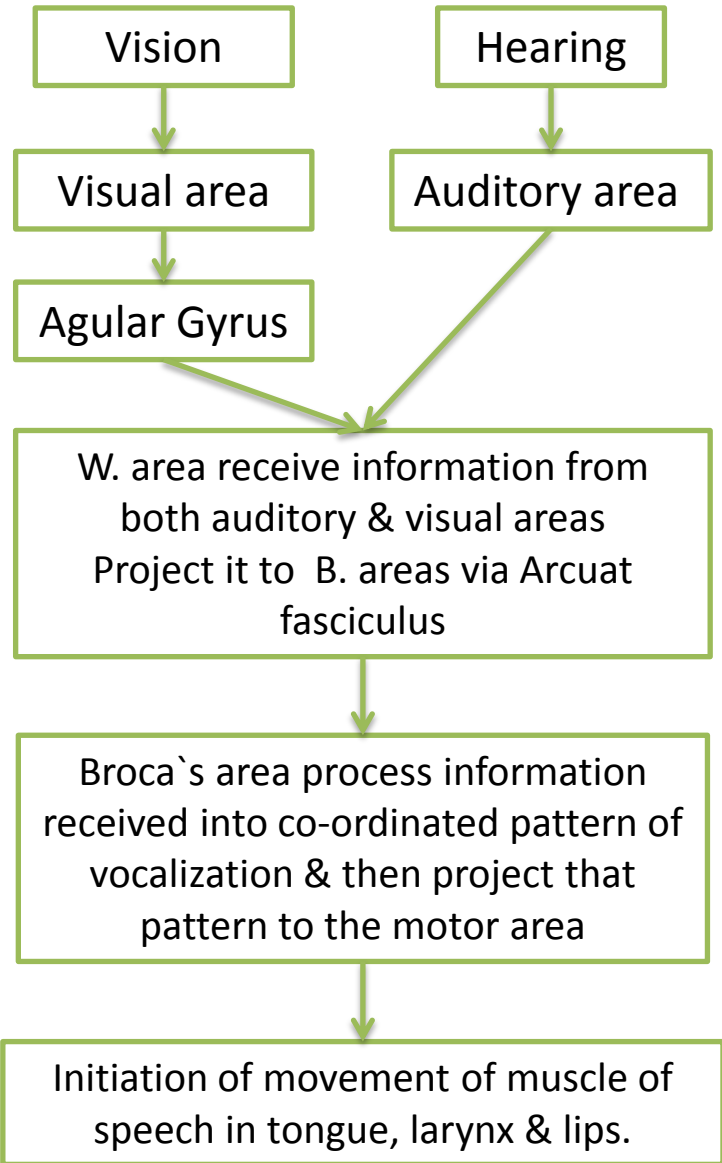 Vision
Hearing
Visual area
Auditory area
Agular Gyrus
W. area receive information from
both auditory & visual areas
Project it to B. areas via Arcuat
fasciculus
Broca`s area process information
received into co-ordinated pattern of
vocalization & then project that
pattern to the motor area
Initiation of movement of muscle of
speech in tongue, larynx & lips.